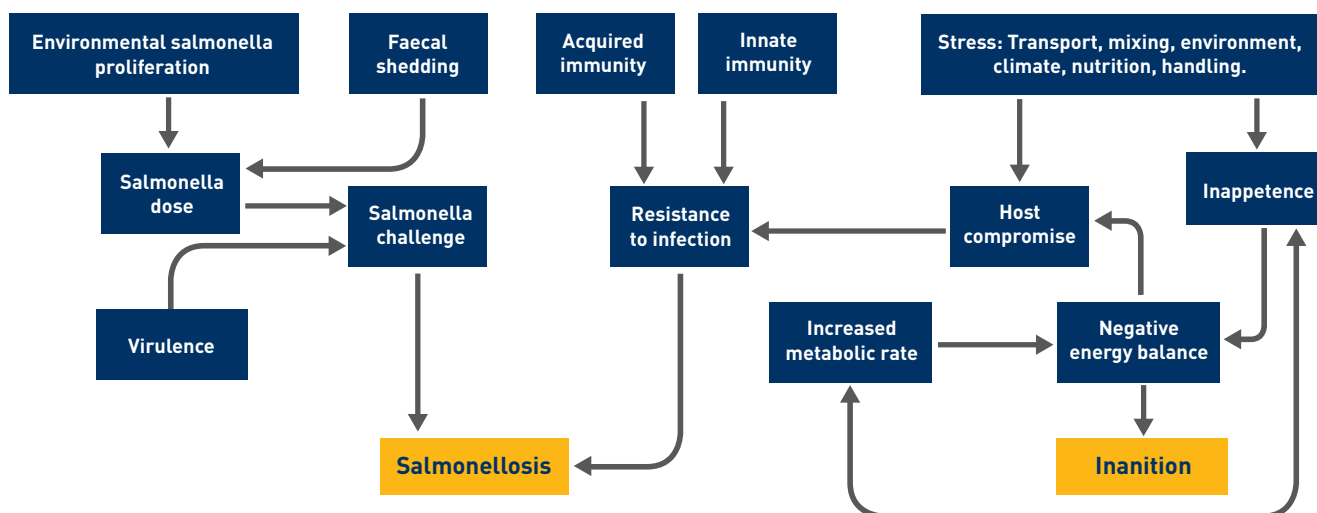 Environmental salmonella
proliferation
Faecal
shedding
Acquired
immunity
Innate
immunity
Stress: Transport, mixing, environment,
climate, nutrition, handling.
Salmonella
dose
Salmonella
challenge
Resistance
to infection
Host
compromise
Inappetence
Virulence
Increased
metabolic rate
Negative
energy balance
Salmonellosis
Inanition